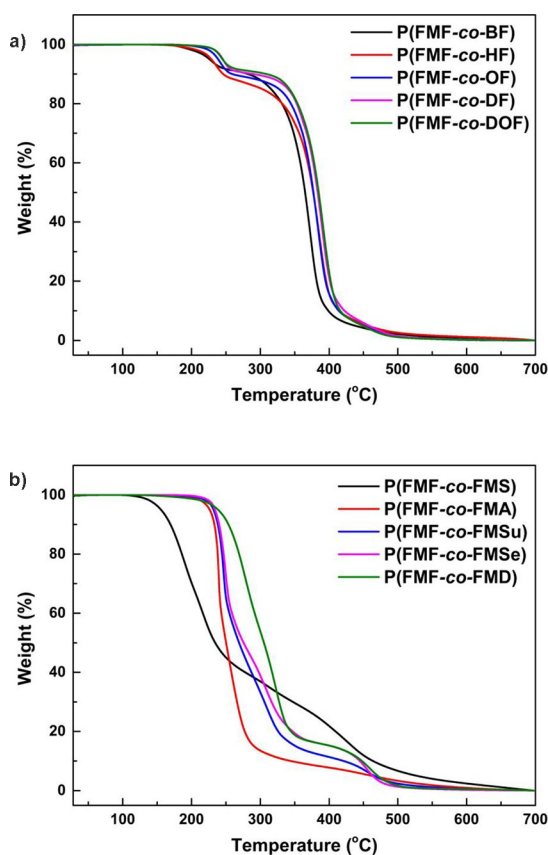 a)
P(FMF-co-BF)
P(FMF-co-HF)
P(FMF-co-OF)
P(FMF-co-DF)
P(FMF-co-DOF)
Weight (%)
100
80
60
40
20
0
100 200 300 400 500 600 700
Temperature (°C)
b)
P(FMF-co-FMS)
P(FMF-co-FMA)
P(FMF-co-FMSu)
P(FMF-co-FMSe)
P(FMF-co-FMD)
Weight (%)
100
80
60
40
20
0
100 200 300 400 500 600 700
Temperature (°C)